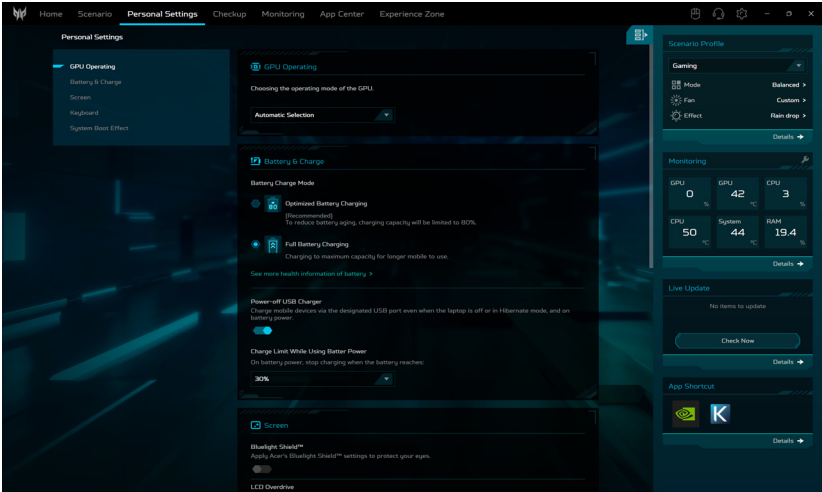 Home Scenario Personal Settings Checkup Monitoring App Center Experience Zone
Personal Settings
GPU Operating
Battery & Charge
Screen
Keyboard
System Boot Effect
GPU Operating
Choosing the operating mode of the GPU.
Automatic Selection
Battery & Charge
Battery Charge Mode
80
Optimized Battery Charging
[Recommended]
To reduce battery aging, charging capacity will be limited to 80%.
Full Battery Charging
Charging to maximum capacity for longer mobile to use.
See more health information of battery >
Power-off USB Charger
Charge mobile devices via the designated USB port even when the laptop is off or in Hibernate mode, and on
battery power.
Charge Limit While Using Batter Power
On battery power, stop charging when the battery reaches:
30%
Screen
Bluelight Shield™
Apply Acer's Bluelight Shield™ settings to protect your eyes.
LCD Overdrive
Scenario Profile
Gaming
Mode Balanced >
Fan Custom >
Effect Rain drop >
Details
Monitoring
GPU GPU CPU
0 42 3
% °C %
CPU System RAM
50 44 19.4
°C °C %
Details
Live Update
No items to update
Check Now
Details
App Shortcut
K
Details